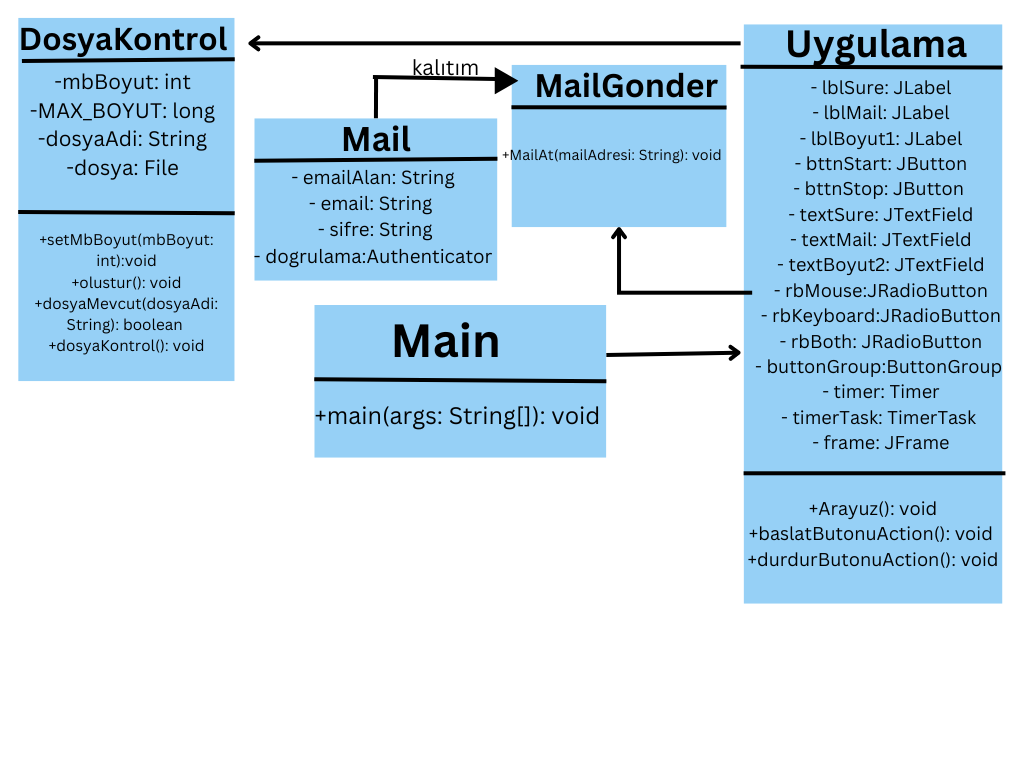 DosyaKontrol
-mbBoyut: int
-MAX_BOYUT: long
-dosyaAdi: String
-dosya: File
+setMbBoyut(mbBoyut:
int):void
+olustur(): void
+dosyaMevcut(dosyaAdi:
String): boolean
+dosyaKontrol(): void
kalıtım
Mail
- emailAlan: String
- email: String
- sifre: String
- dogrulama:Authenticator
MailGonder
+MailAt(mailAdresi: String): void
Main
+main(args: String[]): void
Uygulama
- lblSure: JLabel
- lblMail: JLabel
- lblBoyut1: JLabel
- bttnStart: JButton
- bttnStop: JButton
- textSure: JTextField
- textMail: JTextField
- textBoyut2: JTextField
- rbMouse:JRadioButton
- rbKeyboard:JRadioButton
- rbBoth: JRadioButton
- buttonGroup:ButtonGroup
- timer: Timer
- timerTask: TimerTask
- frame: JFrame
+Arayuz(): void
+baslatButonuAction(): void
+durdurButonuAction(): void